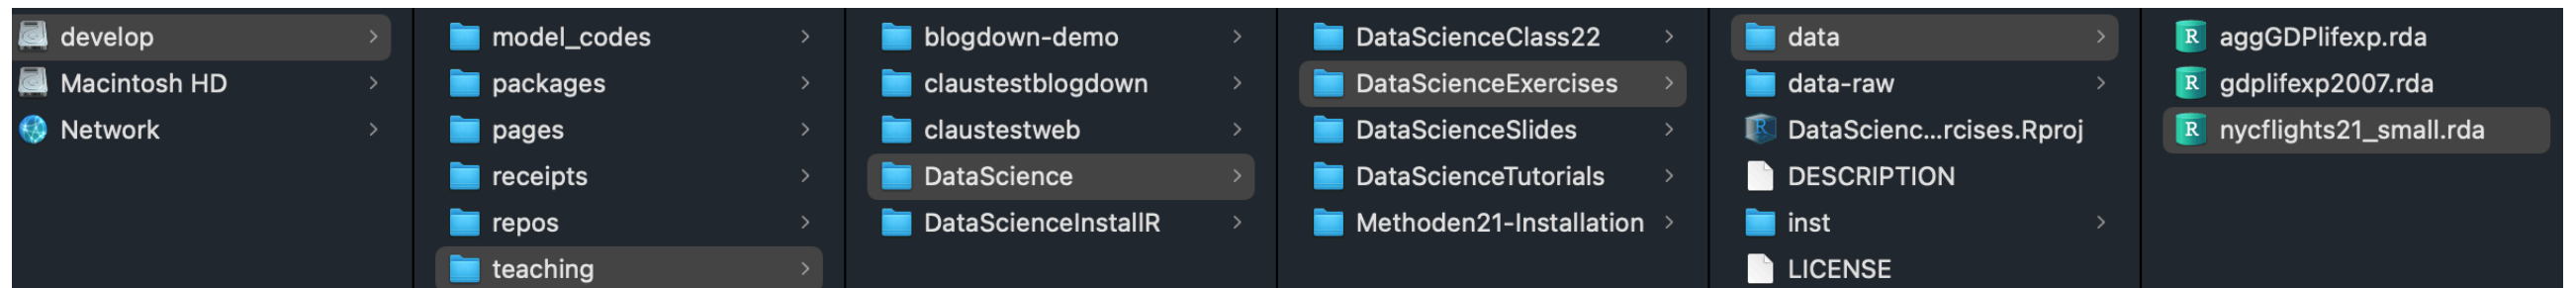 develop
Macintosh HD
Network
model_codes
packages
pages
receipts
repos
teaching
blogdown-demo
claustestblogdown
claustestweb
DataScience
DataScienceInstallR
DataScienceClass22
DataScienceExercises
DataScienceSlides
DataScienceTutorials
Methoden21-Installation
data
data-raw
DataScienc...rcises.Rproj
DESCRIPTION
inst
LICENSE
aggGDPlifexp.rda
gdplifexp2007.rda
nycflights21_small.rda